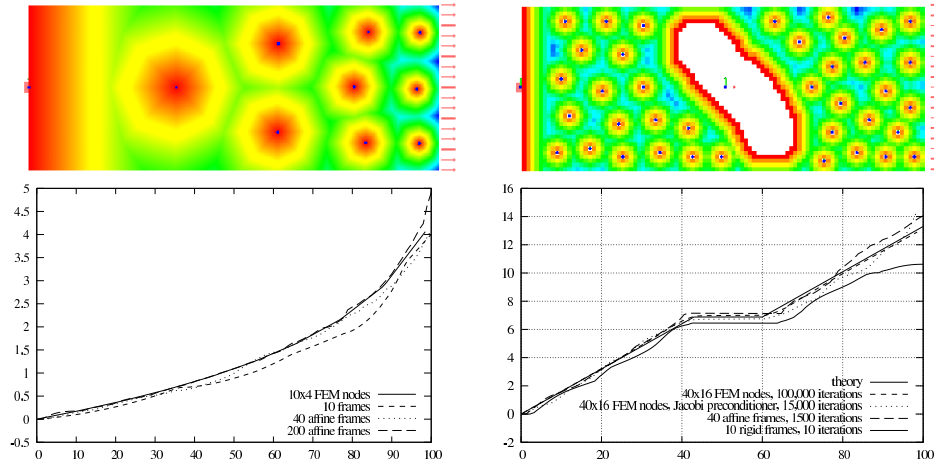 5
4.5
4
3.5
3
2.5
2
1.5
1
0.5
0
-0.5
0 10 20 30 40 50 60 70 80 90 100
10x4 FEM nodes
10 frames
40 affine frames
200 affine frames
16
14
12
10
8
6
4
2
0
-2
0 20 40 60 80 100
theory
40x16 FEM nodes, 100,000 iterations
40x16 FEM nodes, Jacobi preconditioner, 15,000 iterations
40 affine frames, 1500 iterations
10 rigid frames, 10 iterations